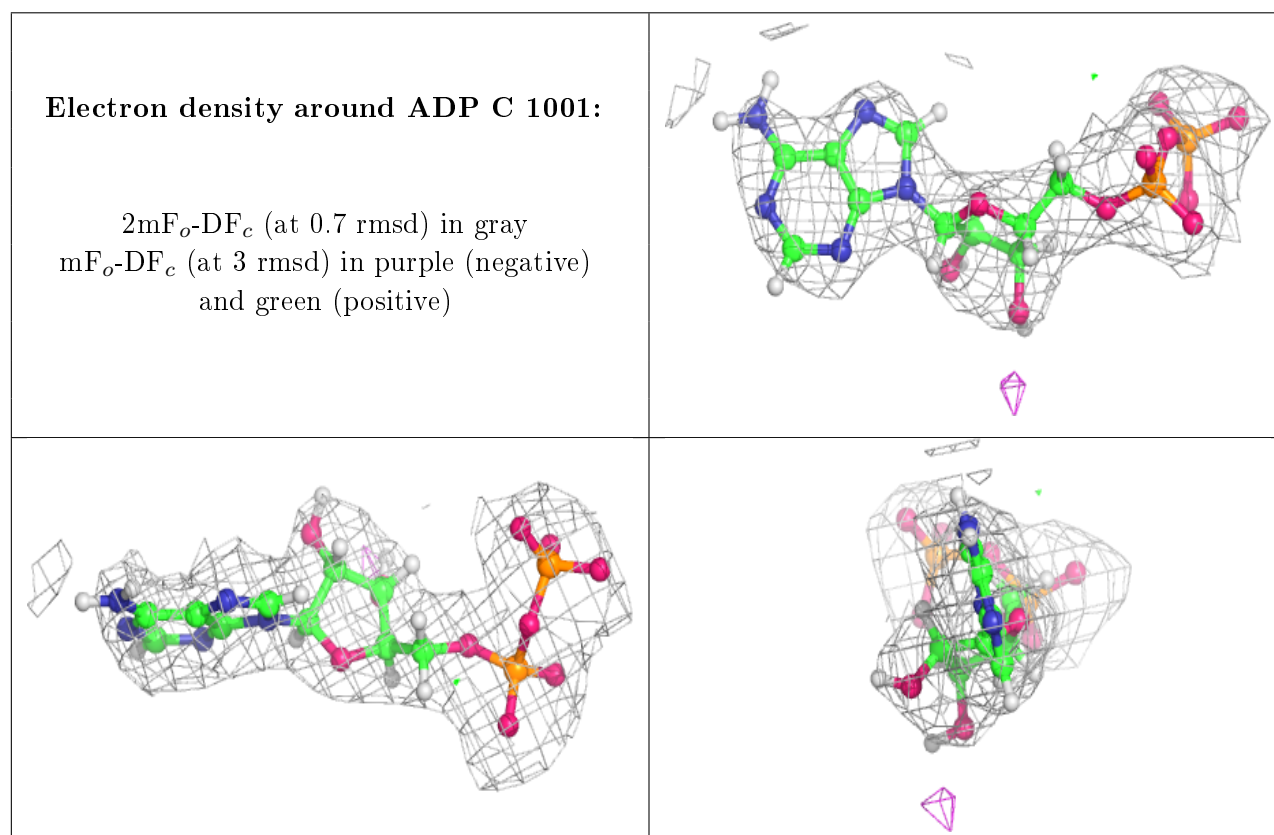 Electron density around ADP C 1001:
2mFₒ-DF𝒸 (at 0.7 rmsd) in gray
mFₒ-DF𝒸 (at 3 rmsd) in purple (negative)
and green (positive)